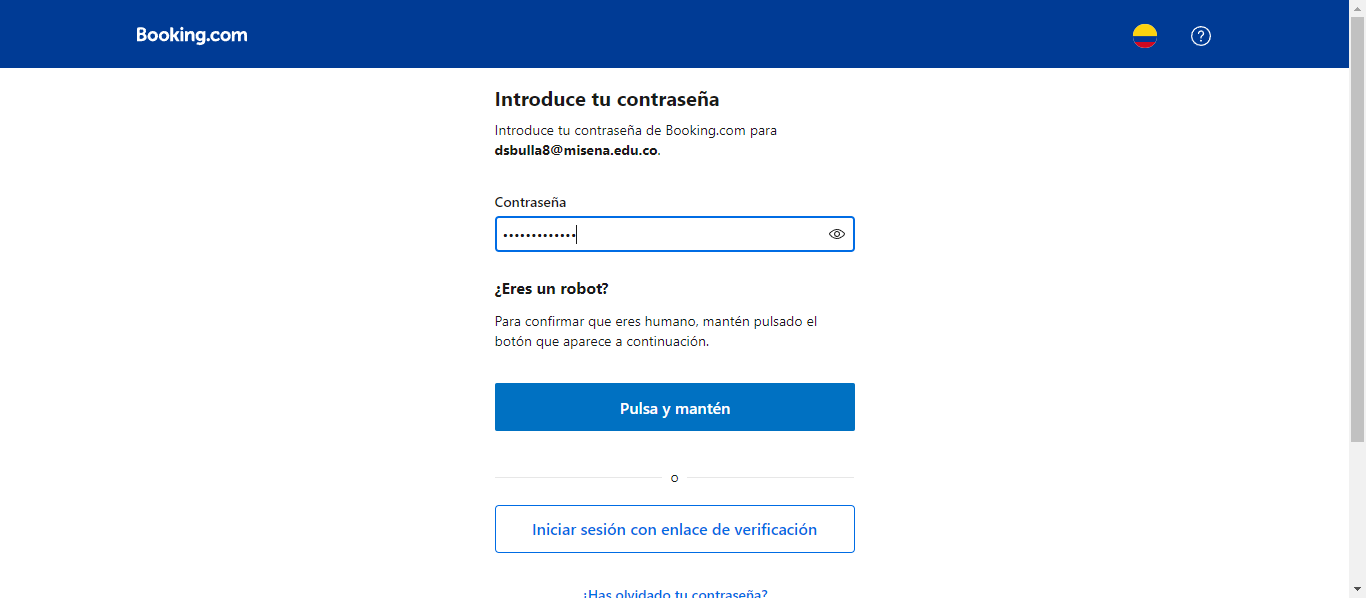 Booking.com
Introduce tu contraseña
Introduce tu contraseña de Booking.com para
dsbulla8@misena.edu.co.
Contraseña
•••••••••••••
¿Eres un robot?
Para confirmar que eres humano, mantén pulsado el
botón que aparece a continuación.
Pulsa y mantén
o
Iniciar sesión con enlace de verificación
¿Has olvidado tu contraseña?